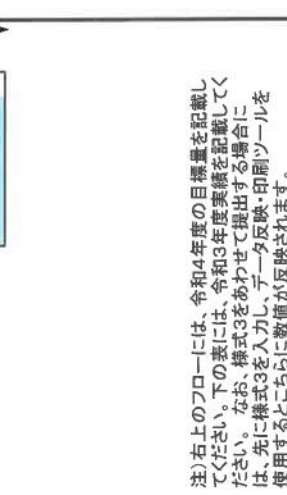 注)右上のフローには、令和4年度の目標量を記載し
てください。下の表には、令和3年度実績を記載してく
ださい。なお、様式3をあわせて提出する場合に
は、先に様式3を入力し、データ反映・印刷ツールを
使用するとこちらに数値が反映されます。